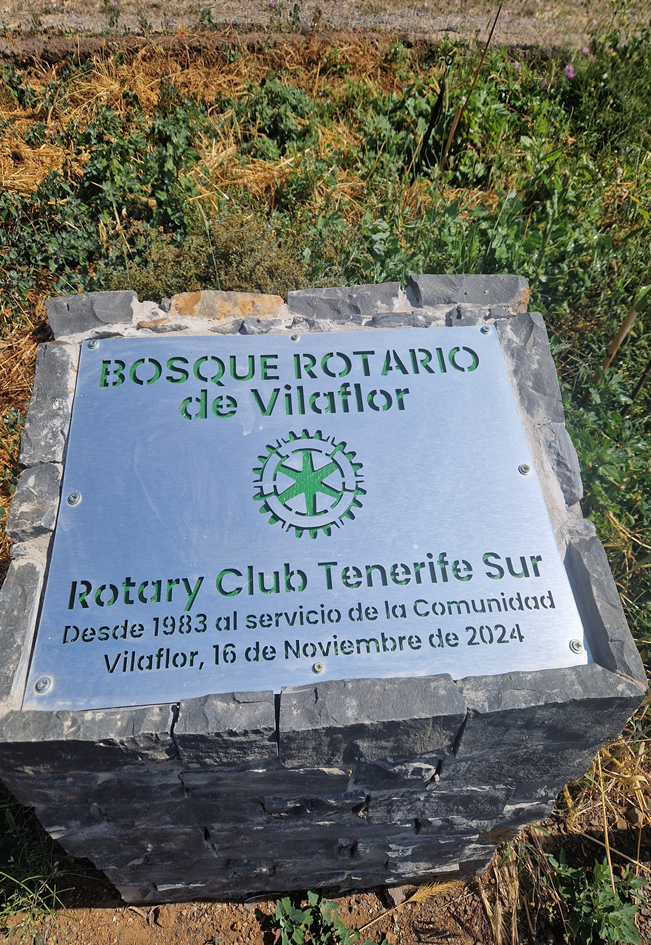 BOSQUE ROTARIO
de Vilaflor
Rotary Club Tenerife Sur
Desde 1983 al servicio de la Comunidad
Vilaflor, 16 de Noviembre de 2024